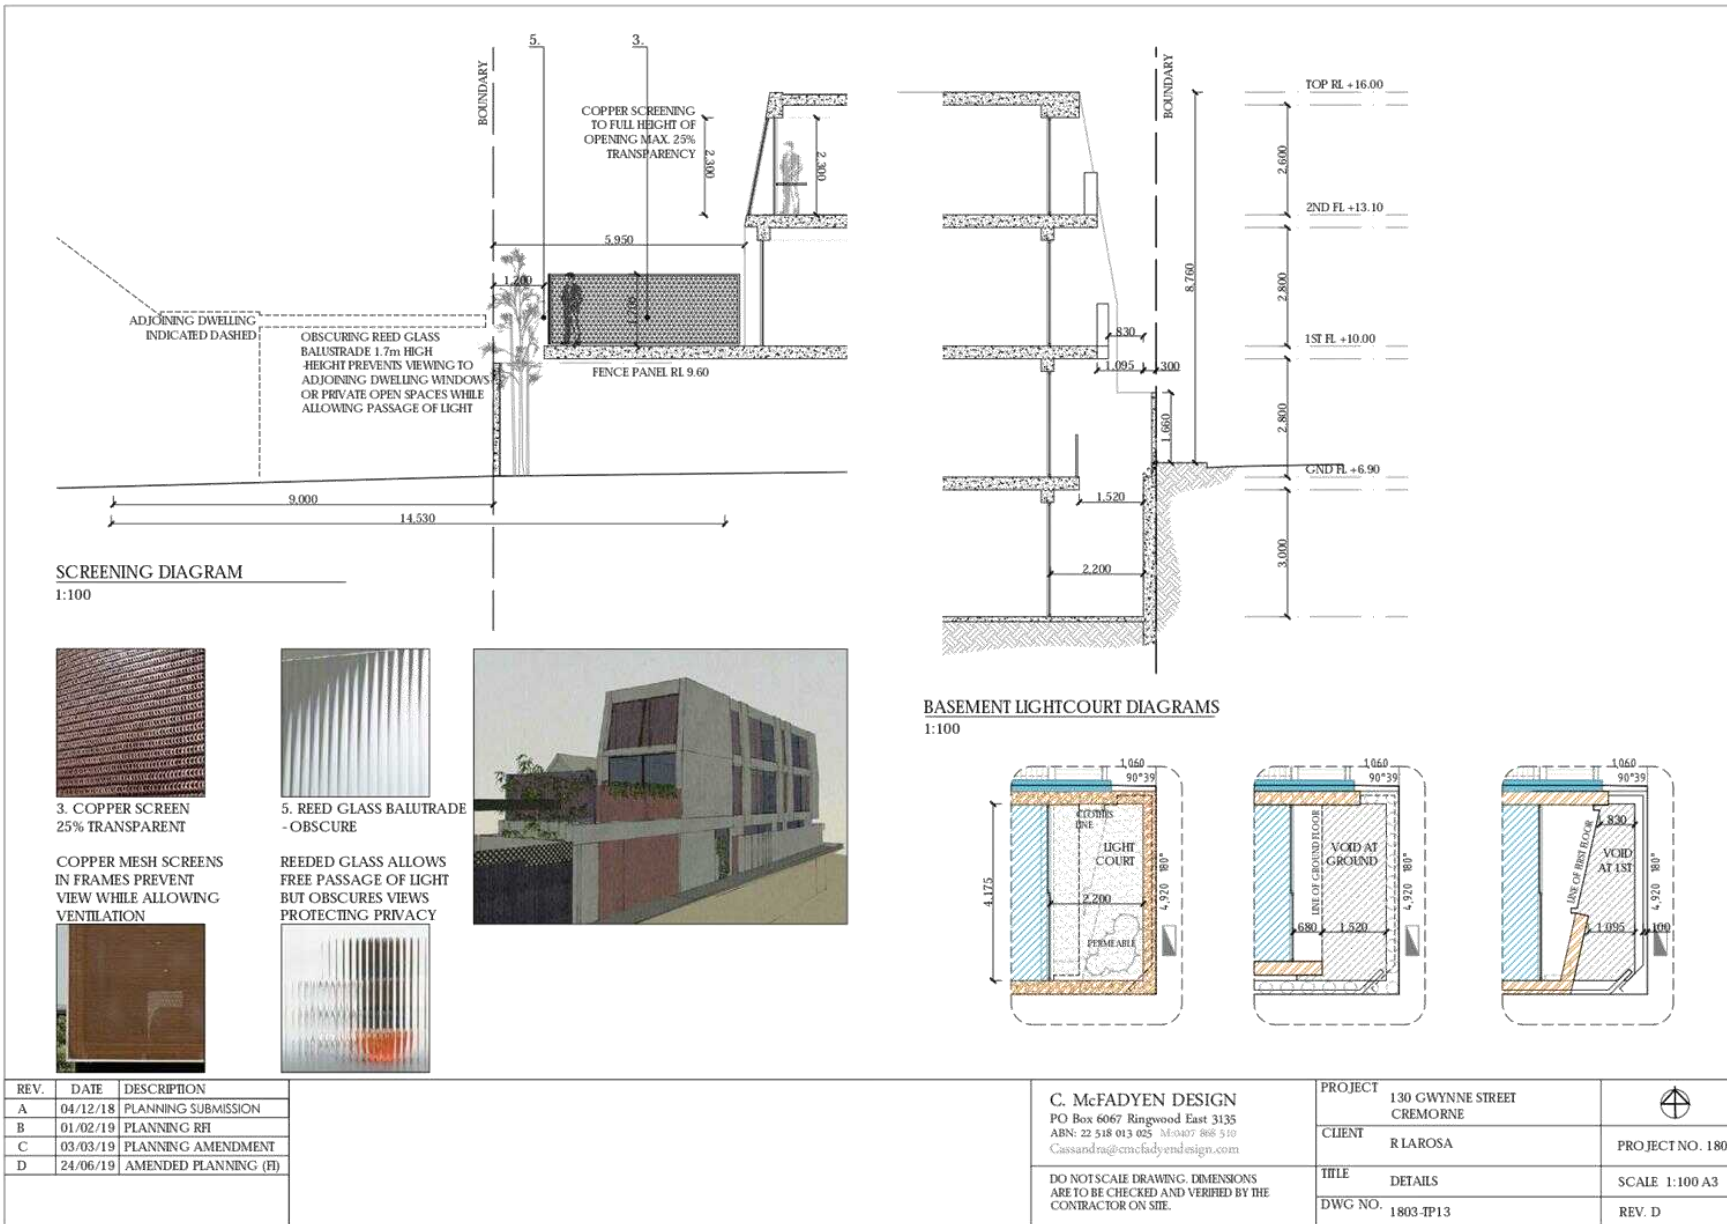 5.
3.
BOUNDARY
COPPER SCREENING
TO FULL HEIGHT OF
OPENING MAX. 25%
TRANSPARENCY
2.300
2.300
5.950
1.200
1.700
ADJOINING DWELLING
INDICATED DASHED
OBSCURING REED GLASS
BALUSTRADE 1.7m HIGH
-HEIGHT PREVENTS VIEWING TO
ADJOINING DWELLING WINDOWS
OR PRIVATE OPEN SPACES WHILE
ALLOWING PASSAGE OF LIGHT
FENCE PANEL RL 9.60
9.000
14.530
SCREENING DIAGRAM
1:100
BOUNDARY
TOP RL +16.00
2.600
2ND FL +13.10
8.760
2.800
830
1ST FL +10.00
1.095
300
1.660
2.800
GND FL +6.90
1.520
3.000
2.200
BASEMENT LIGHTCOURT DIAGRAMS
1:100
3. COPPER SCREEN
25% TRANSPARENT
COPPER MESH SCREENS
IN FRAMES PREVENT
VIEW WHILE ALLOWING
VENTILATION
5. REED GLASS BALUTRADE
- OBSCURE
REEDED GLASS ALLOWS
FREE PASSAGE OF LIGHT
BUT OBSCURES VIEWS
PROTECTING PRIVACY
1,060
90°39
CLOTHES
LINE
LIGHT
COURT
4.175
2.200
4,920 180°
PERMEABLE
1,060
90°39
LINE OF GROUND FLOOR
VOID AT
GROUND
4,920 180°
680
1.520
1,060
90°39
830
LINE OF FIRST FLOOR
VOID
AT 1ST
4,920 180°
1.095
100
REV. DATE DESCRIPTION
A 04/12/18 PLANNING SUBMISSION
B 01/02/19 PLANNING RFI
C 03/03/19 PLANNING AMENDMENT
D 24/06/19 AMENDED PLANNING (FI)
C. McFADYEN DESIGN
PO Box 6067 Ringwood East 3135
ABN: 22 518 013 025 M:0407 868 510
Cassandra@cmcfadyendesign.com
DO NOT SCALE DRAWING. DIMENSIONS
ARE TO BE CHECKED AND VERIFIED BY THE
CONTRACTOR ON SITE.
PROJECT
130 GWYNNE STREET
CREMORNE
CLIENT
R LAROSA
PROJECT NO. 180
TITLE
DETAILS
SCALE 1:100 A3
DWG NO.
1803-TP13
REV. D